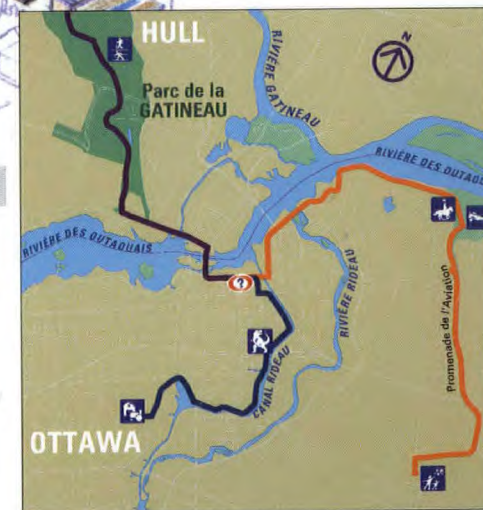 HULL
N
Parc de la
GATINEAU
RIVIÈRE GATINEAU
RIVIÈRE DES OUTAOUAIS
RIVIÈRE DES OUTAOUAIS
?
RIVIÈRE RIDEAU
CANAL RIDEAU
Promenade de l'Aviation
OTTAWA